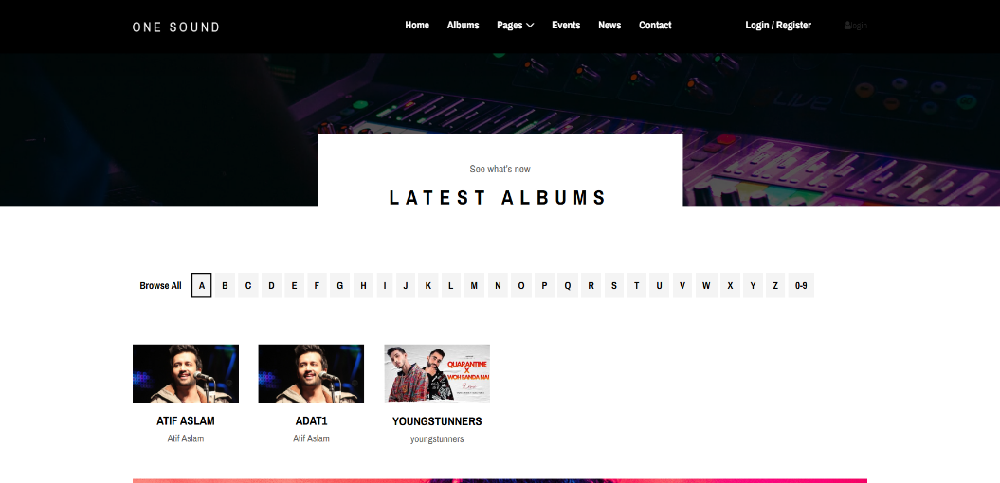 ONE SOUND
Home Albums Pages Events News Contact Login / Register login
LIVE
See what's new
LATEST ALBUMS
Browse All A B C D E F G H I J K L M N O P Q R S T U V W X Y Z 0-9
QUARANTINE
X
WOH BANDA NAI
ATIF ASLAM ADAT1 YOUNGSTUNNERS
Atif Aslam Atif Aslam youngstunners